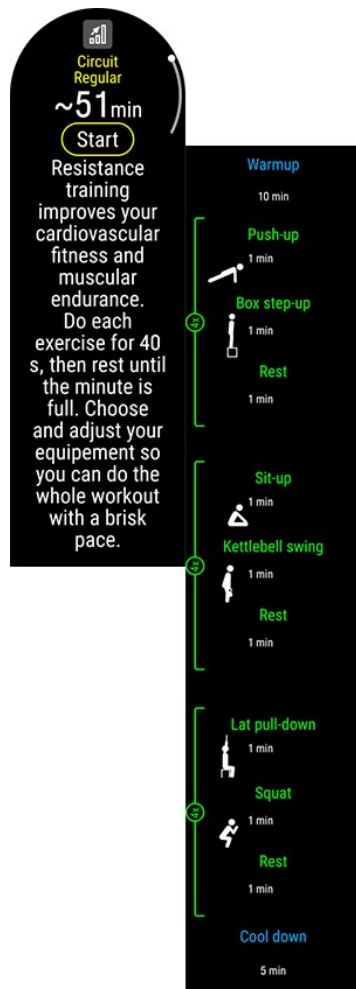 Circuit
Regular
~51min
Start
Resistance
training
improves your
cardiovascular
fitness and
muscular
endurance.
Do each
exercise for 40
s, then rest until
the minute is
full. Choose
and adjust your
equipement so
you can do the
whole workout
with a brisk
pace.
Warmup
10 min
4x
Push-up
1 min
Box step-up
1 min
Rest
1 min
4x
Sit-up
1 min
Kettlebell swing
1 min
Rest
1 min
4x
Lat pull-down
1 min
Squat
1 min
Rest
1 min
Cool down
5 min